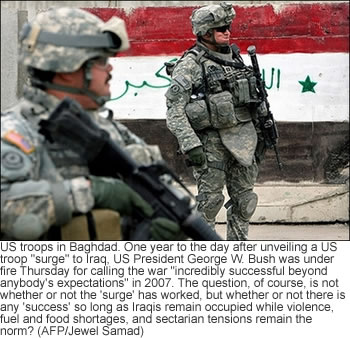 الله اكبر
US troops in Baghdad. One year to the day after unveiling a US
troop "surge" to Iraq, US President George W. Bush was under
fire Thursday for calling the war "incredibly successful beyond
anybody's expectations" in 2007. The question, of course, is not
whether or not the 'surge' has worked, but whether or not there is
any 'success' so long as Iraqis remain occupied while violence,
fuel and food shortages, and sectarian tensions remain the
norm? (AFP/Jewel Samad)